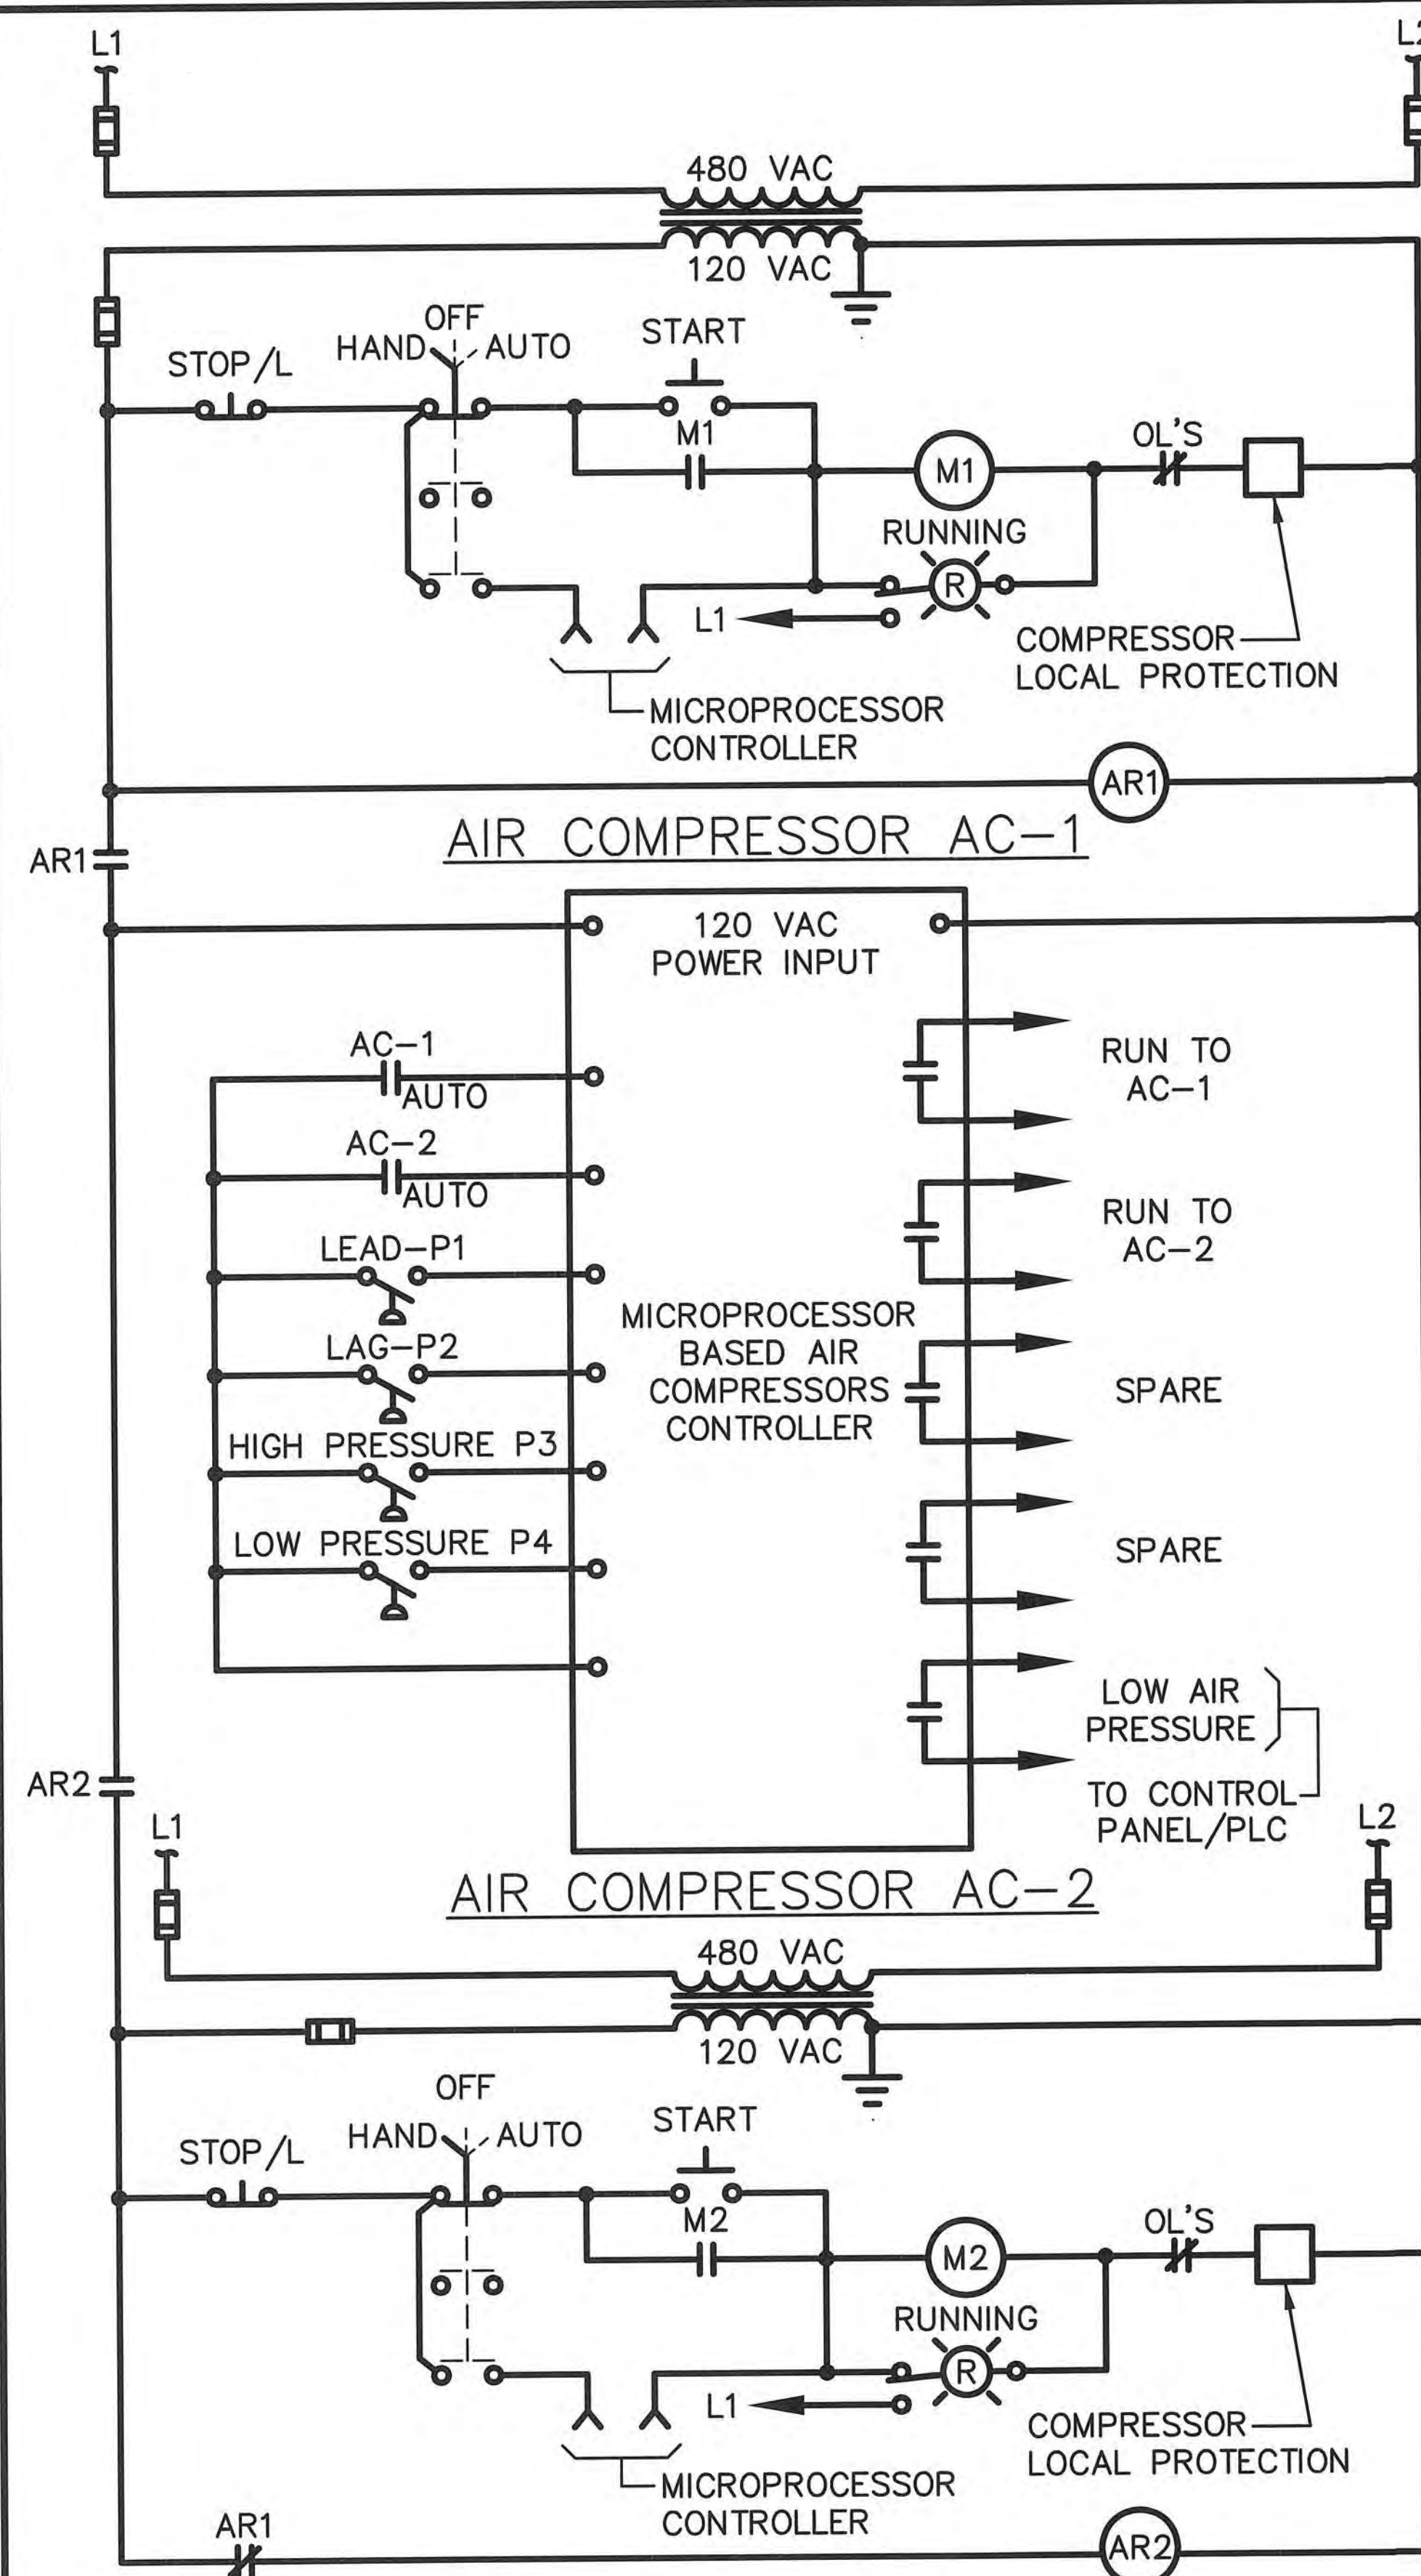 L1
480 VAC
120 VAC
OFF
HAND AUTO
START
STOP/L
M1
OL'S
M1
RUNNING
R
L1
COMPRESSOR
LOCAL PROTECTION
MICROPROCESSOR
CONTROLLER
AR1
AIR COMPRESSOR AC-1
AR1
120 VAC
POWER INPUT
AC-1
AUTO
RUN TO
AC-1
AC-2
AUTO
RUN TO
AC-2
LEAD-P1
MICROPROCESSOR
BASED AIR
COMPRESSORS
CONTROLLER
LAG-P2
SPARE
HIGH PRESSURE P3
LOW PRESSURE P4
SPARE
LOW AIR
PRESSURE
TO CONTROL
PANEL/PLC
AR2
L1
L2
AIR COMPRESSOR AC-2
480 VAC
120 VAC
OFF
HAND AUTO
START
STOP/L
M2
OL'S
M2
RUNNING
R
L1
COMPRESSOR
LOCAL PROTECTION
MICROPROCESSOR
CONTROLLER
AR1
AR2